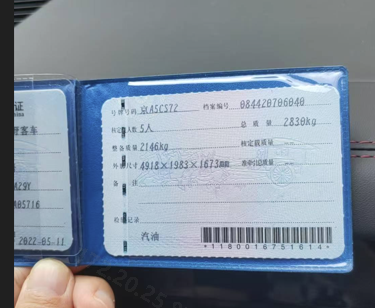 证
客车
A29Y
A05716
2022.05.11
号牌号码 京A5CS72 档案编号 084420706040
核定载人数 5人 总质量 2830kg
整备质量 2146kg 核定载质量
外廓尺寸 4918×1983×1673mm 准牵引总质量
备注
检验记录
汽油
*1160016751614*